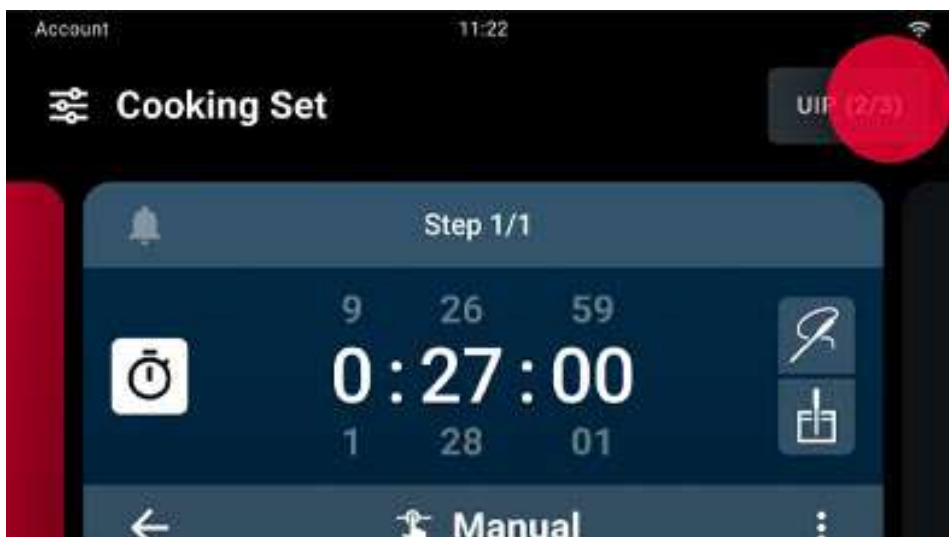 Account 11:22
Cooking Set UIP (2/3)
Step 1/1
9 26 59
0 : 27 : 00
1 28 01
Manual